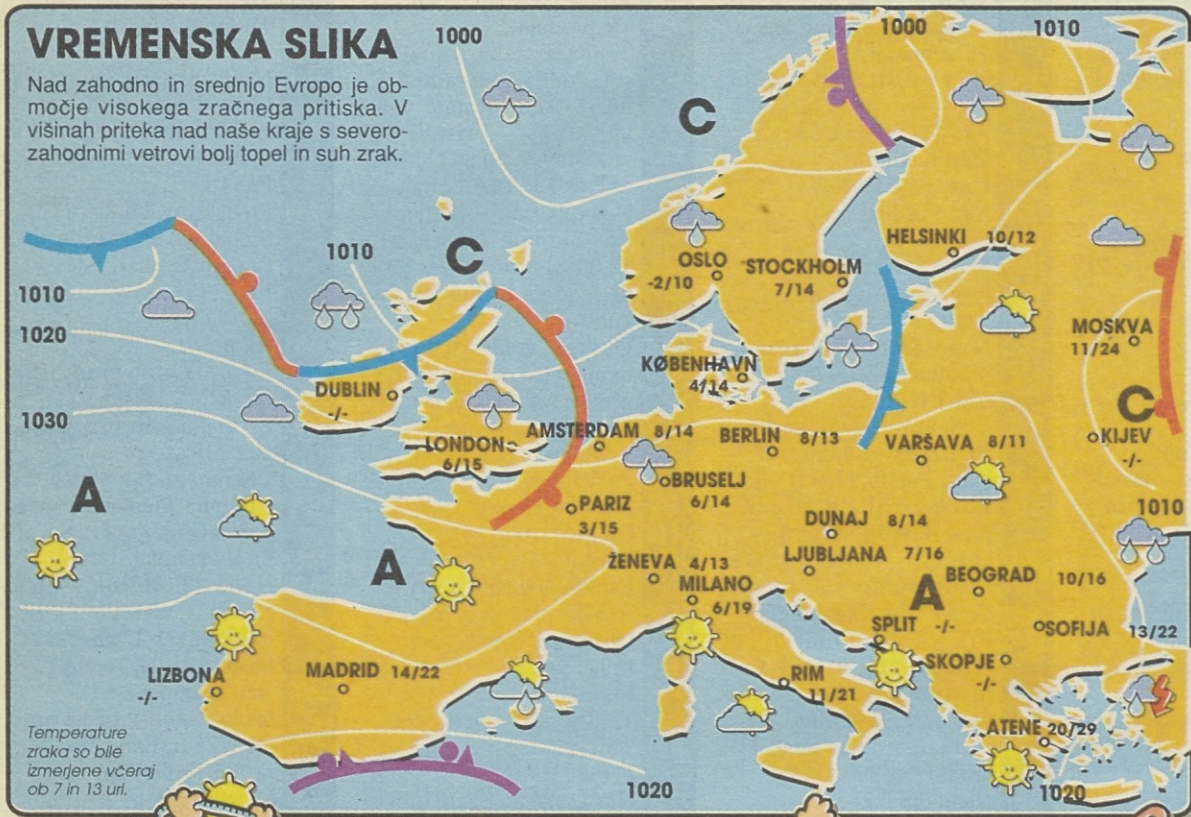 VREMENSKA SLIKA
Nad zahodno in srednjo Evropo je ob-
močje visokega zračnega pritiska. V
višinah priteka nad naše kraje s severo-
zahodnimi vetrovi bolj topel in suh zrak.
1000
1000
1010
C
1010
C
1010
1020
1030
HELSINKI 10/12
OSLO
-2/10
STOCKHOLM
7/14
MOSKVA
11/24
KØBENHAVN
4/14
DUBLIN
-/-
C
LONDON
6/15
AMSTERDAM 8/14
BERLIN 8/13
VARŠAVA 8/11
KIJEV
-/-
BRUSELJ
6/14
A
PARIZ
3/15
1010
DUNAJ 8/14
LJUBLJANA 7/16
A
ŽENEVA 4/13
MILANO
6/19
A
BEOGRAD 10/16
SPLIT -/-
SOFIJA 13/22
LIZBONA
-/-
MADRID 14/22
RIM
11/21
SKOPJE
-/-
ATENE 20/29
Temperature
zraka so bile
izmerjene včeraj
ob 7 in 13 uri.
1020
1020